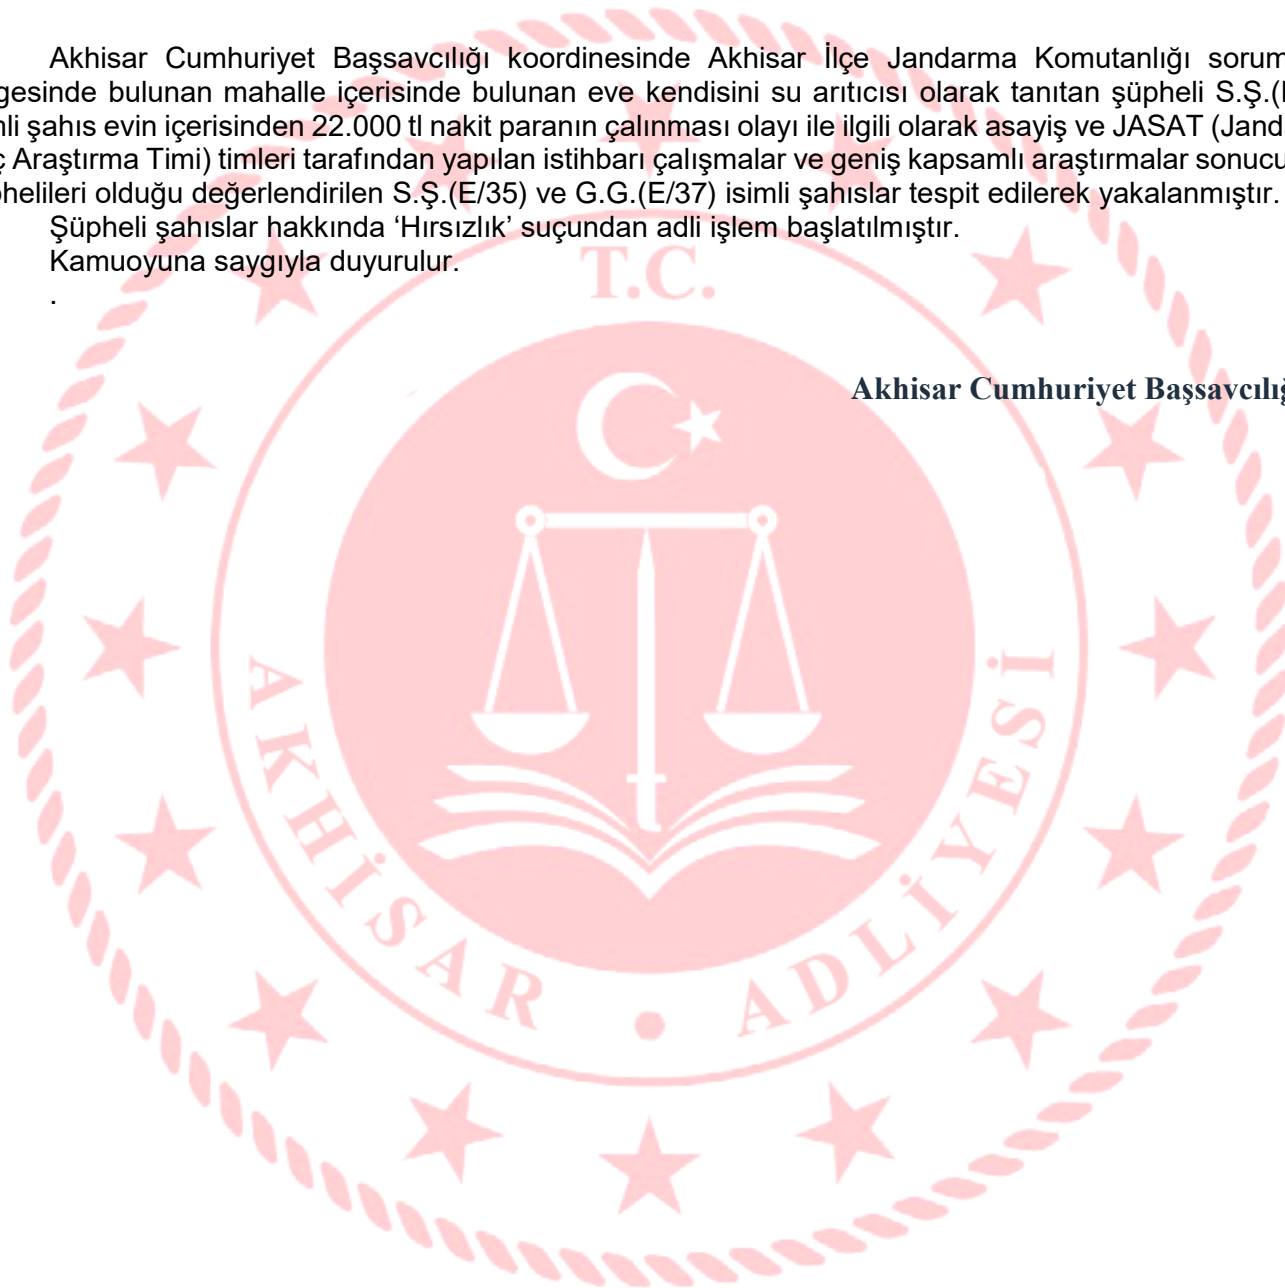 Akhisar Cumhuriyet Başsavcılığı koordinesinde Akhisar İlçe Jandarma Komutanlığı sorum
gesinde bulunan mahalle içerisinde bulunan eve kendisini su arıtıcısı olarak tanıtan şüpheli S.Ş.(
li şahıs evin içerisinden 22.000 tl nakit paranın çalınması olayı ile ilgili olarak asayiş ve JASAT (Jand
ç Araştırma Timi) timleri tarafından yapılan istihbarı çalışmalar ve geniş kapsamlı araştırmalar sonucu
phelileri olduğu değerlendirilen S.Ş.(E/35) ve G.G.(E/37) isimli şahıslar tespit edilerek yakalanmıştır.
Şüpheli şahıslar hakkında ‘Hırsızlık’ suçundan adli işlem başlatılmıştır.
Kamuoyuna saygıyla duyurulur.
.
T.C.
Akhisar Cumhuriyet Başsavcılığ
AKHİSAR • ADLİYESİ